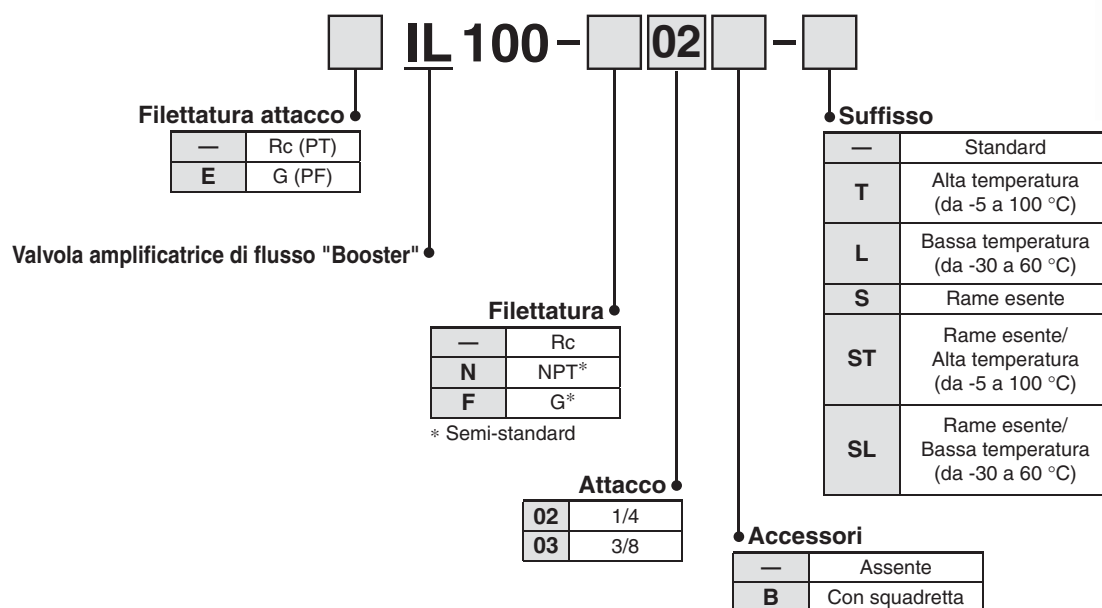 IL 100 - 02 -
Filettatura attacco
— Rc (PT)
E G (PF)
Valvola amplificatrice di flusso "Booster"
Filettatura
— Rc
N NPT*
F G*
* Semi-standard
Attacco
02 1/4
03 3/8
Accessori
— Assente
B Con squadretta
Suffisso
— Standard
T Alta temperatura
(da -5 a 100 °C)
L Bassa temperatura
(da -30 a 60 °C)
S Rame esente
ST Rame esente/
Alta temperatura
(da -5 a 100 °C)
SL Rame esente/
Bassa temperatura
(da -30 a 60 °C)